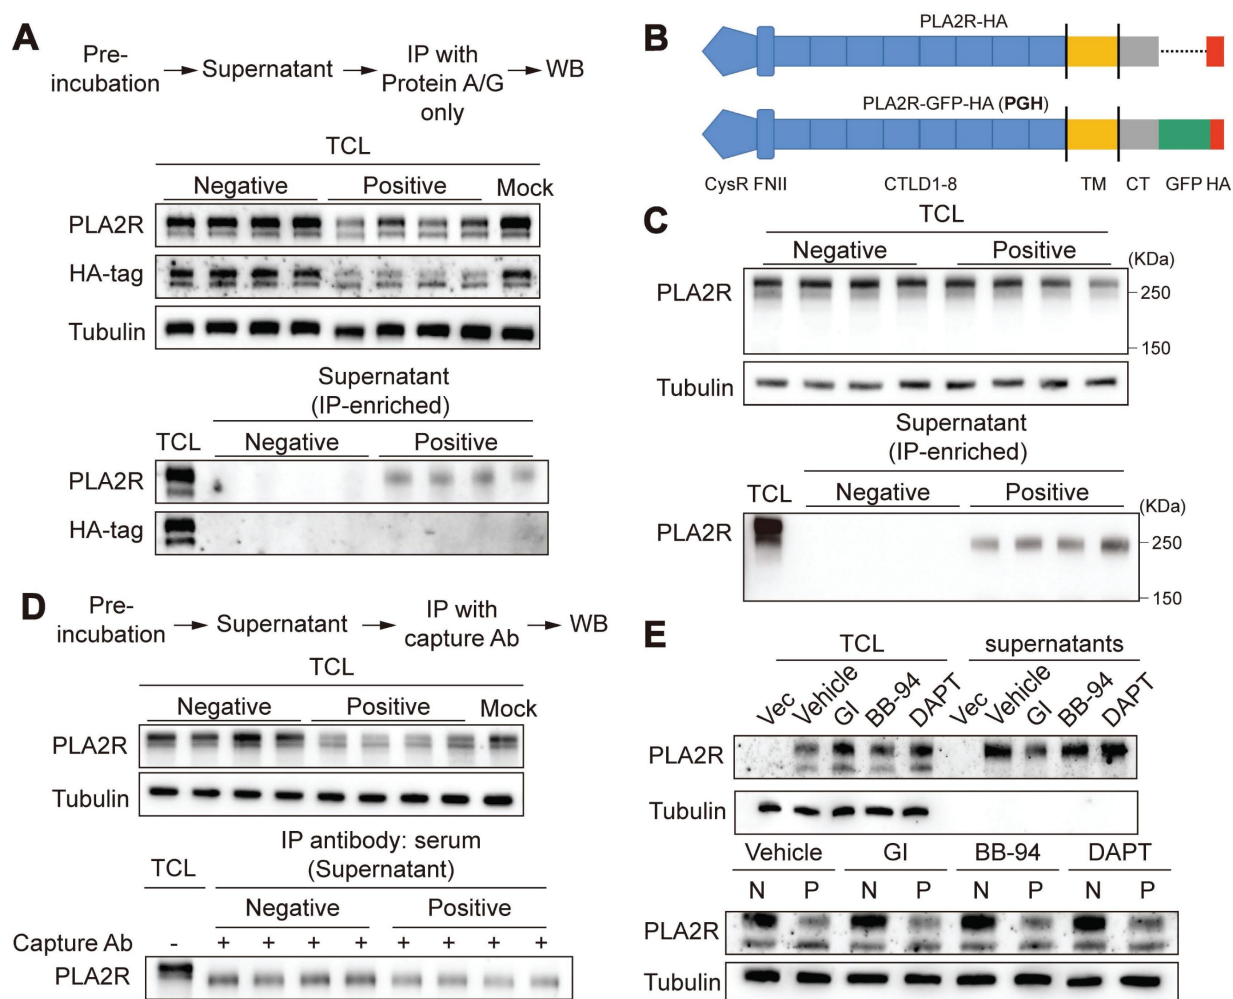 A
Pre-
incubation
Supernatant
IP with
Protein A/G
only
WB
TCL
Negative Positive Mock
PLA2R
HA-tag
Tubulin
Supernatant
(IP-enriched)
TCL Negative Positive
PLA2R
HA-tag
B
PLA2R-HA
PLA2R-GFP-HA (PGH)
CysR FNII CTLD1-8 TM CT GFP HA
C
TCL
Negative Positive (KDa)
PLA2R
250
150
Tubulin
Supernatant
(IP-enriched)
TCL Negative Positive (KDa)
PLA2R
250
150
D
Pre-
incubation
Supernatant
IP with
capture Ab
WB
TCL
Negative Positive Mock
PLA2R
Tubulin
IP antibody: serum
(Supernatant)
TCL
Negative Positive
Capture Ab - + + + + + + + +
PLA2R
E
TCL supernatants
Vec Vehicle GI BB-94 DAPT Vec Vehicle GI BB-94 DAPT
PLA2R
Tubulin
Vehicle GI BB-94 DAPT
N P N P N P N P
PLA2R
Tubulin